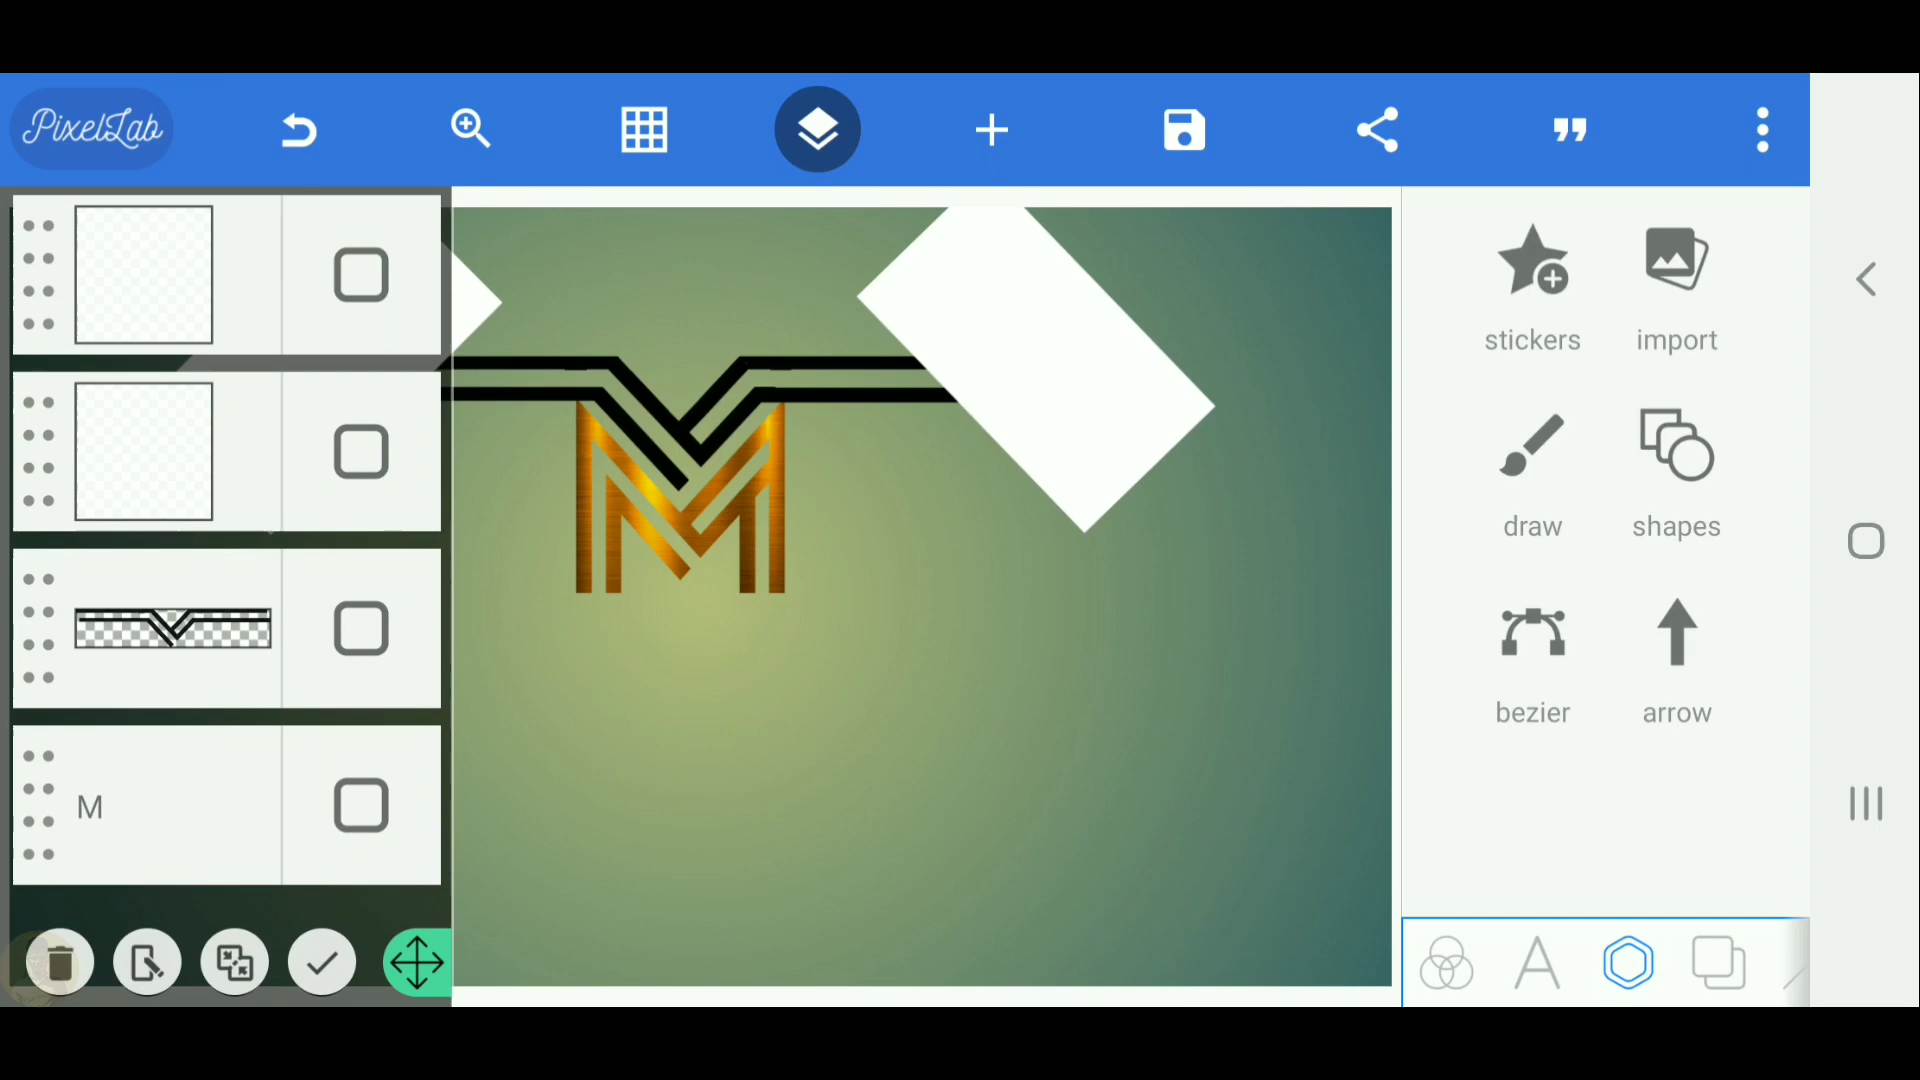 PixelLab
stickers
import
draw
shapes
M
M
bezier
arrow